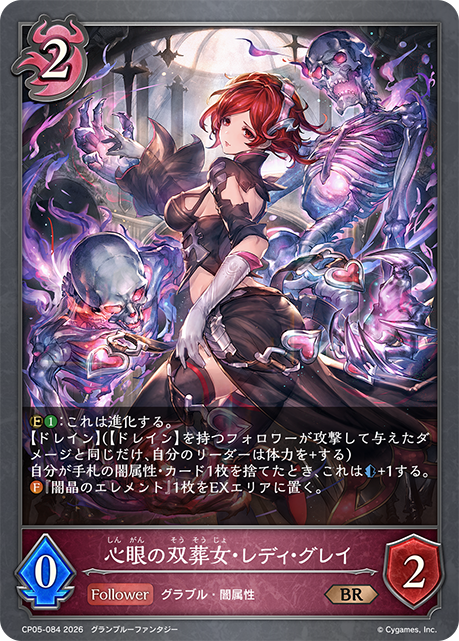 2
E 1:これは進化する。
【ドレイン】(【ドレイン】を持つフォロワーが攻撃して与えたダ
メージと同じだけ、自分のリーダーは体力を+する)
自分が手札の闇属性・カード1枚を捨てたとき、これは+1する。
F『闇晶のエレメント』1枚をEXエリアに置く。
しん がん そう そう じょ
心眼の双葬女・レディ・グレイ
0
Follower グラブル・闇属性 BR
2
CP05-084 2026 グランブルーファンタジー © Cygames, Inc.